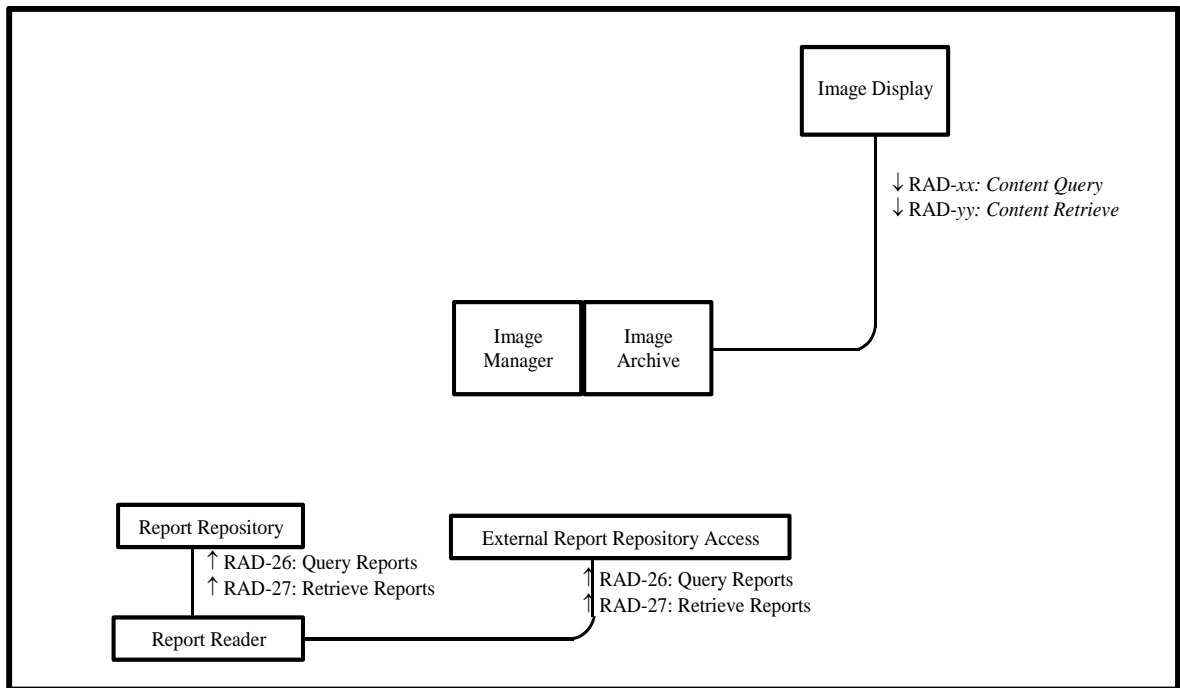 Image Display
↓ RAD-xx: Content Query
↓ RAD-yy: Content Retrieve
Image
Manager
Image
Archive
Report Repository
External Report Repository Access
↑ RAD-26: Query Reports
↑ RAD-27: Retrieve Reports
↑ RAD-26: Query Reports
↑ RAD-27: Retrieve Reports
Report Reader